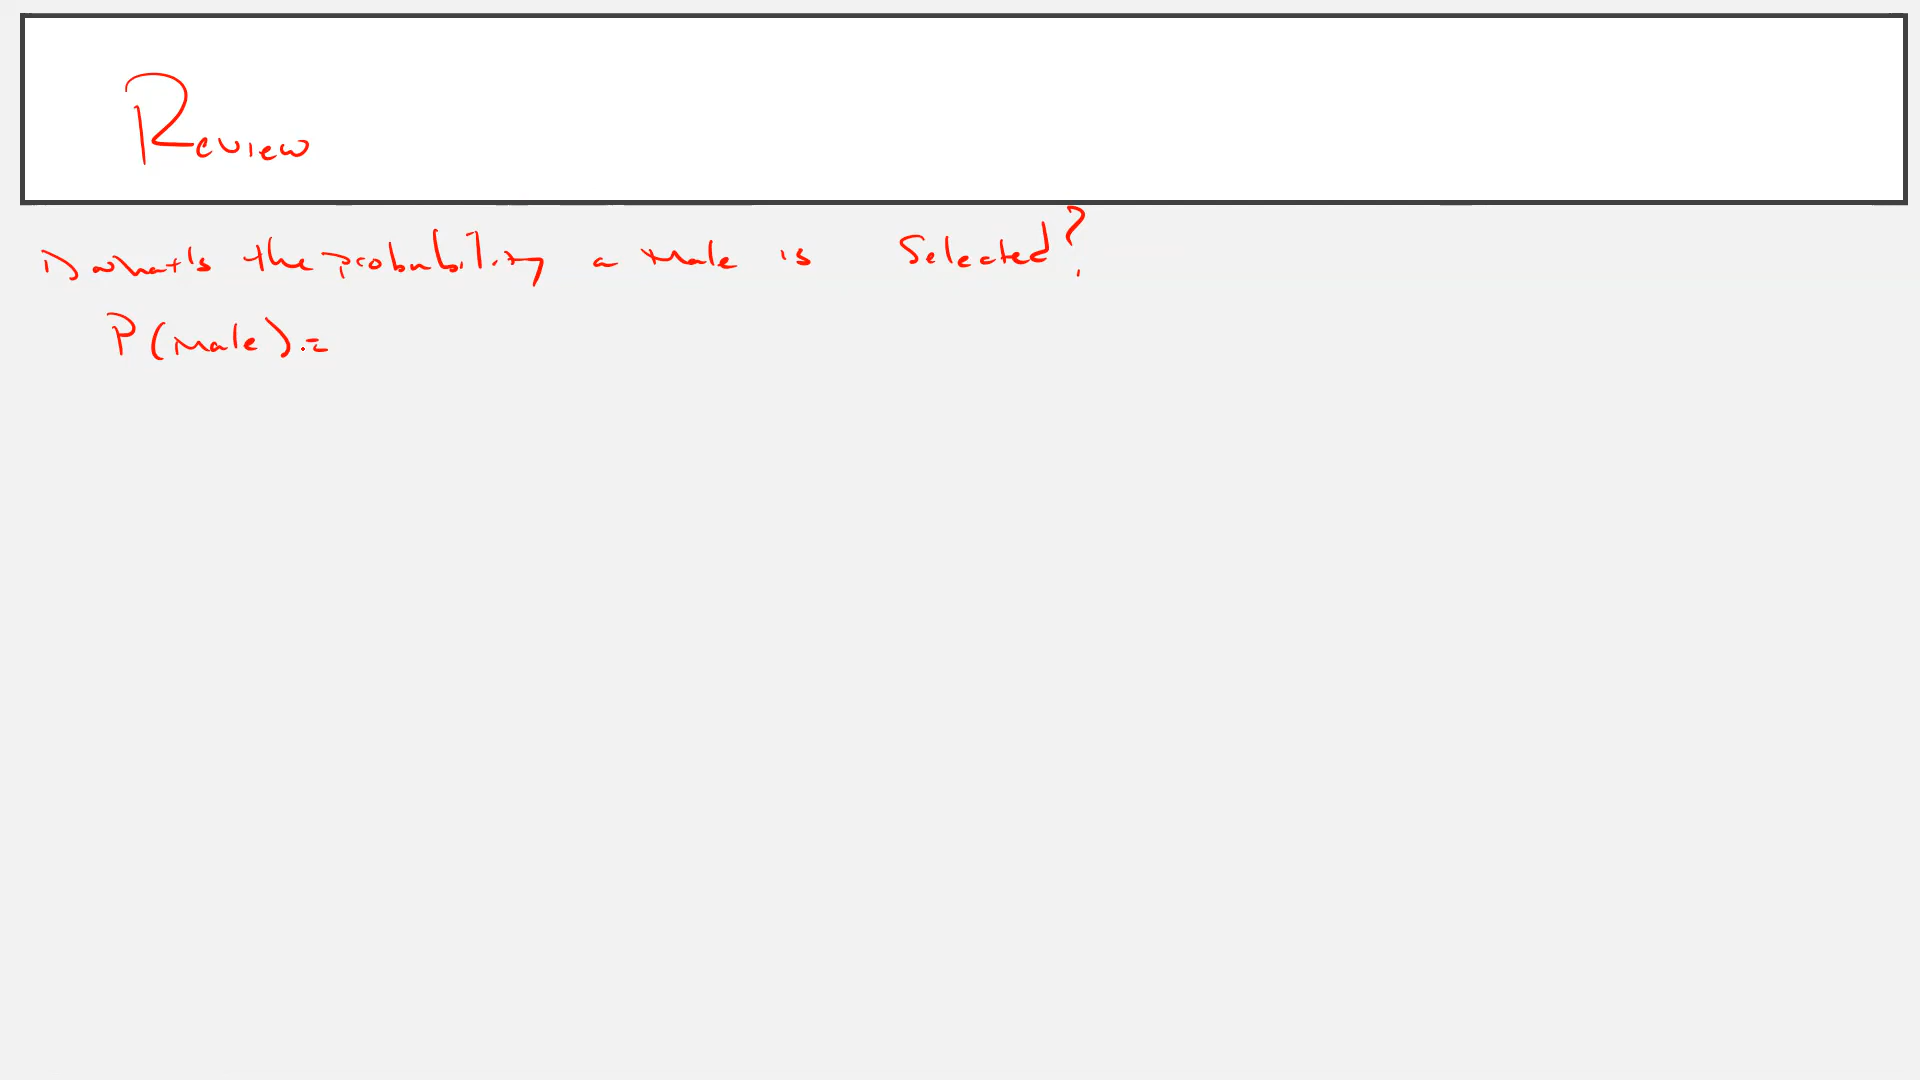 Review
1) what's the probability a Male is Selected?
P(Male) =